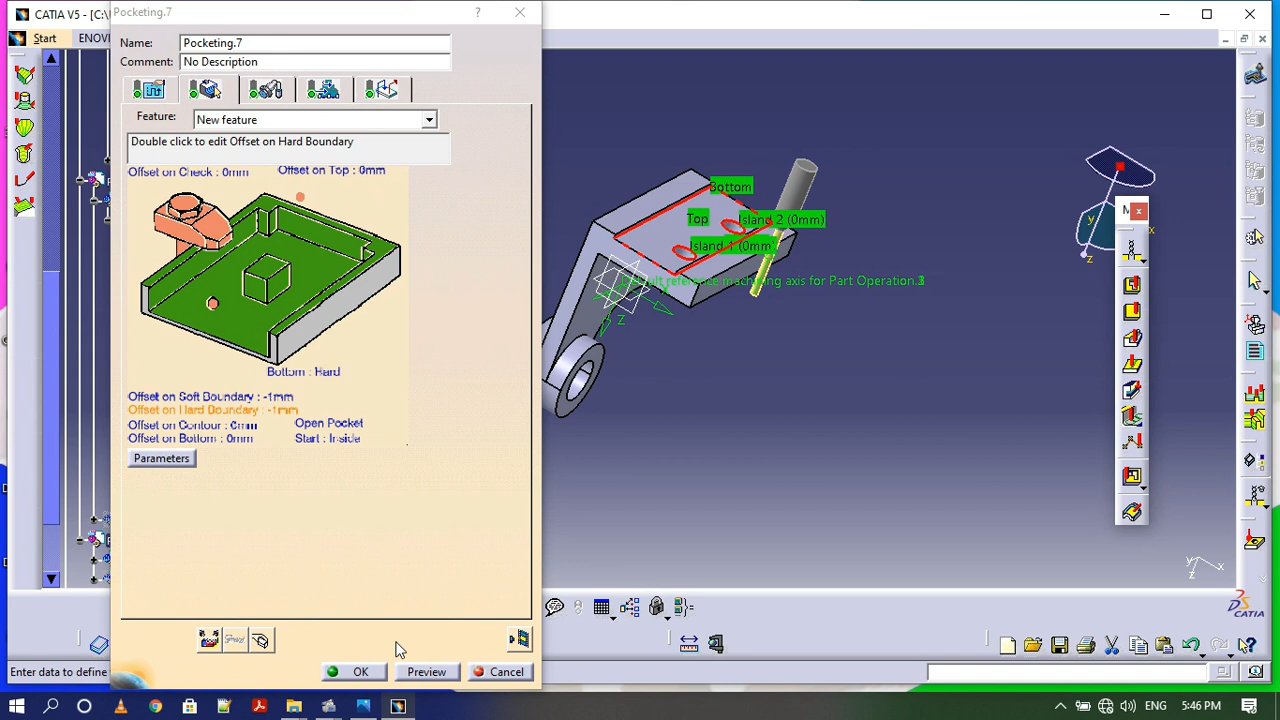 CATIA V5 - [C:\
Pocketing.7
?
Start
ENOVI
Name:
Pocketing.7
Comment:
No Description
Feature:
New feature
Double click to edit Offset on Hard Boundary
Offset on Check : 0mm
Offset on Top : 0mm
Bottom : Hard
Offset on Soft Boundary : -1mm
Offset on Hard Boundary : -1mm
Offset on Contour : 0mm
Open Pocket
Offset on Bottom : 0mm
Start : Inside
Parameters
OK
Preview
Cancel
Bottom
Top
Island 2 (0mm)
Island 1 (0mm)
Default reference machining axis for Part Operation.3
Z
y
x
z
M
y
x
z
DS
CATIA
Enter data to define
ENG
5:46 PM